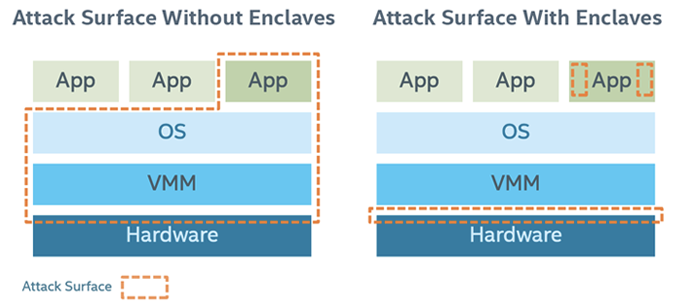 Attack Surface Without Enclaves
App
App
App
OS
VMM
Hardware
Attack Surface
Attack Surface With Enclaves
App
App
App
OS
VMM
Hardware